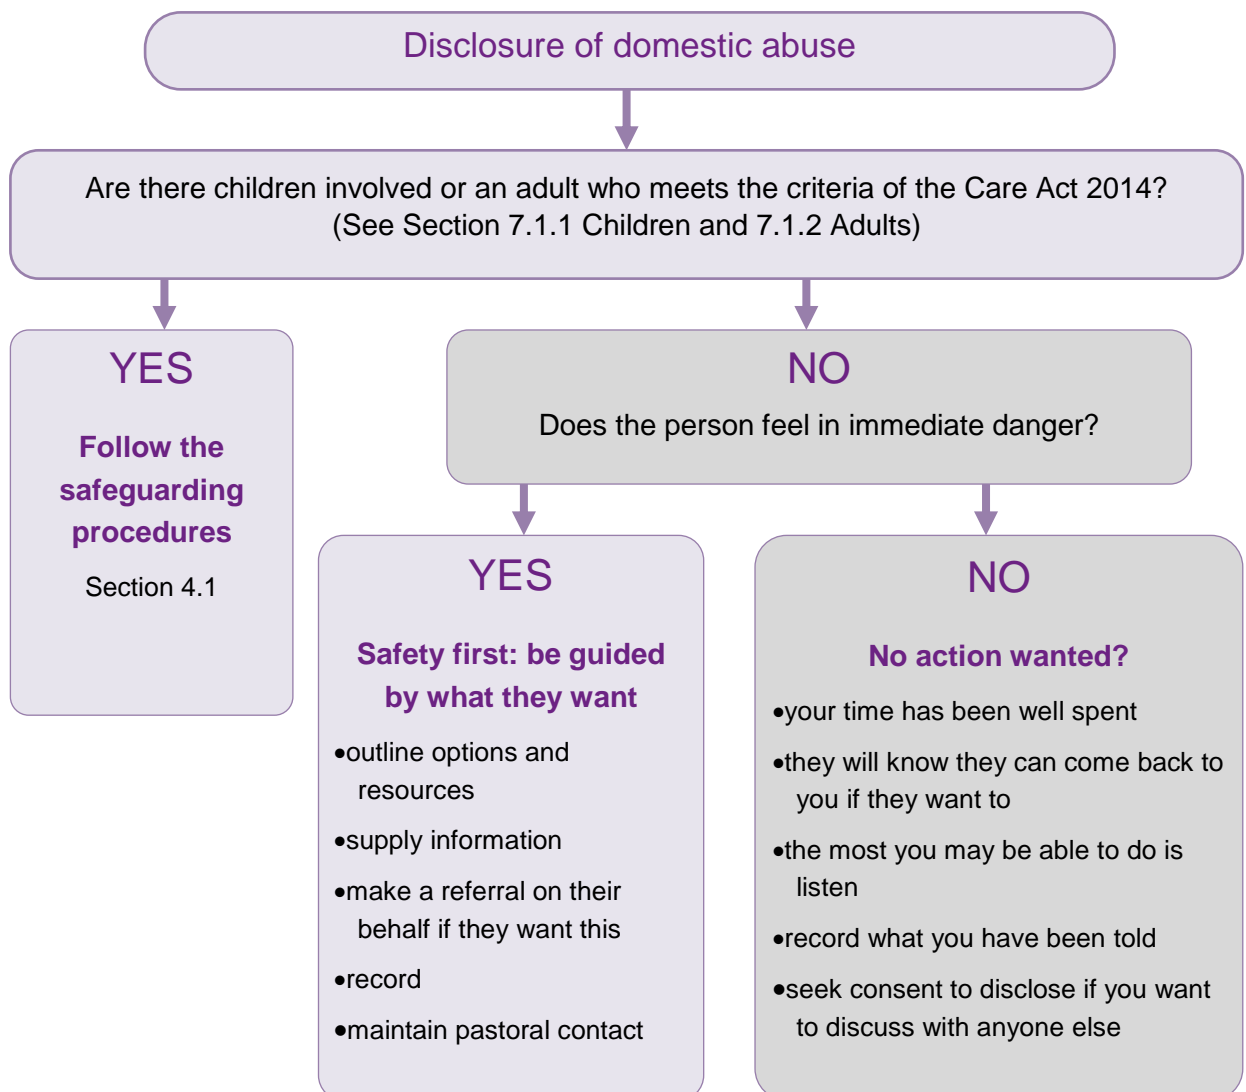 Disclosure of domestic abuse
Are there children involved or an adult who meets the criteria of the Care Act 2014?
(See Section 7.1.1 Children and 7.1.2 Adults)
YES
Follow the
safeguarding
procedures
Section 4.1
NO
Does the person feel in immediate danger?
YES
Safety first: be guided
by what they want
•outline options and
resources
•supply information
•make a referral on their
behalf if they want this
•record
•maintain pastoral contact
NO
No action wanted?
•your time has been well spent
•they will know they can come back to
you if they want to
•the most you may be able to do is
listen
•record what you have been told
•seek consent to disclose if you want
to discuss with anyone else